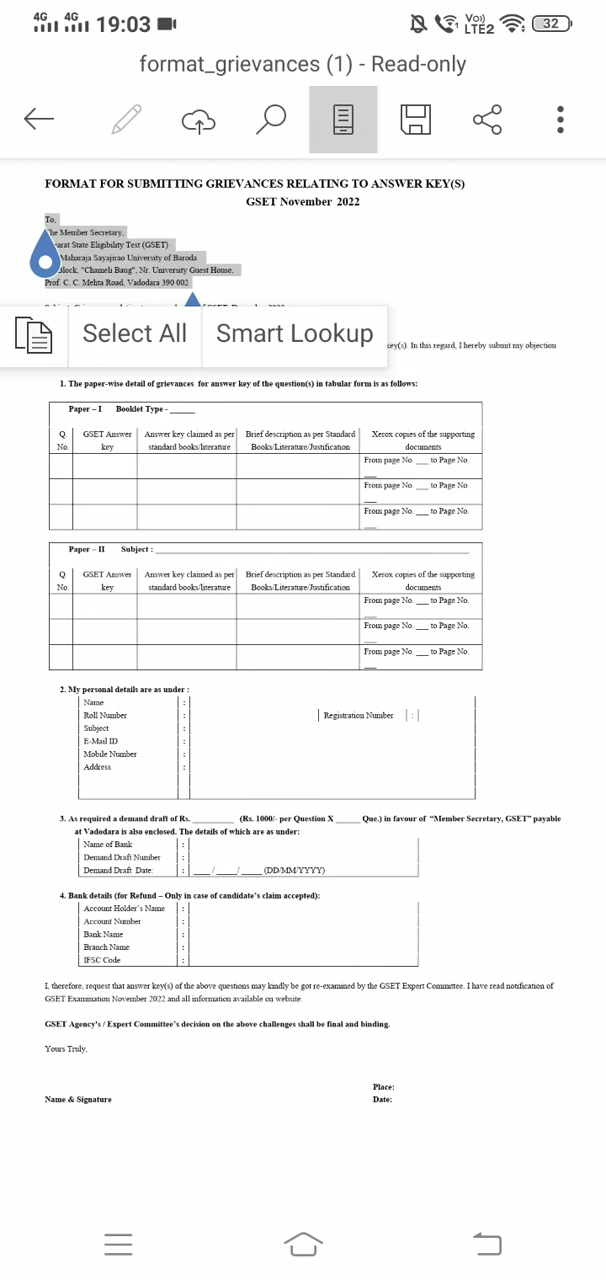 4G 4G 19:03 Vo)) LTE2 32
format_grievances (1) - Read-only
FORMAT FOR SUBMITTING GRIEVANCES RELATING TO ANSWER KEY(S)
GSET November 2022
To,
The Member Secretary,
arat State Eligibility Test (GSET)
Maharaja Sayajirao University of Baroda
Block, "Chameli Baug", Nr. University Guest House,
Prof. C. C. Mehta Road, Vadodara 390 002
Select All Smart Lookup
key(s). In this regard, I hereby submit my objection
1. The paper-wise detail of grievances for answer key of the question(s) in tabular form is as follows:
Paper – I Booklet Type - ______
Q. No. GSET Answer key Answer key claimed as per standard books/literature Brief description as per Standard Books/Literature/Justification Xerox copies of the supporting documents
From page No. ___ to Page No. ___
From page No. ___ to Page No. ___
From page No. ___ to Page No. ___
Paper – II Subject : ______
Q. No. GSET Answer key Answer key claimed as per standard books/literature Brief description as per Standard Books/Literature/Justification Xerox copies of the supporting documents
From page No. ___ to Page No. ___
From page No. ___ to Page No. ___
From page No. ___ to Page No. ___
2. My personal details are as under :
Name :
Roll Number : Registration Number :
Subject :
E-Mail ID :
Mobile Number :
Address :
3. As required a demand draft of Rs. _________ (Rs. 1000/- per Question X _____ Que.) in favour of “Member Secretary, GSET” payable
at Vadodara is also enclosed. The details of which are as under:
Name of Bank :
Demand Draft Number :
Demand Draft Date: : ____/____/____ (DD/MM/YYYY)
4. Bank details (for Refund – Only in case of candidate’s claim accepted):
Account Holder’s Name :
Account Number :
Bank Name :
Branch Name :
IFSC Code :
I, therefore, request that answer key(s) of the above questions may kindly be got re-examined by the GSET Expert Committee. I have read notification of
GSET Examination November 2022 and all information available on website.
GSET Agency’s / Expert Committee’s decision on the above challenges shall be final and binding.
Yours Truly,
Place:
Name & Signature Date: